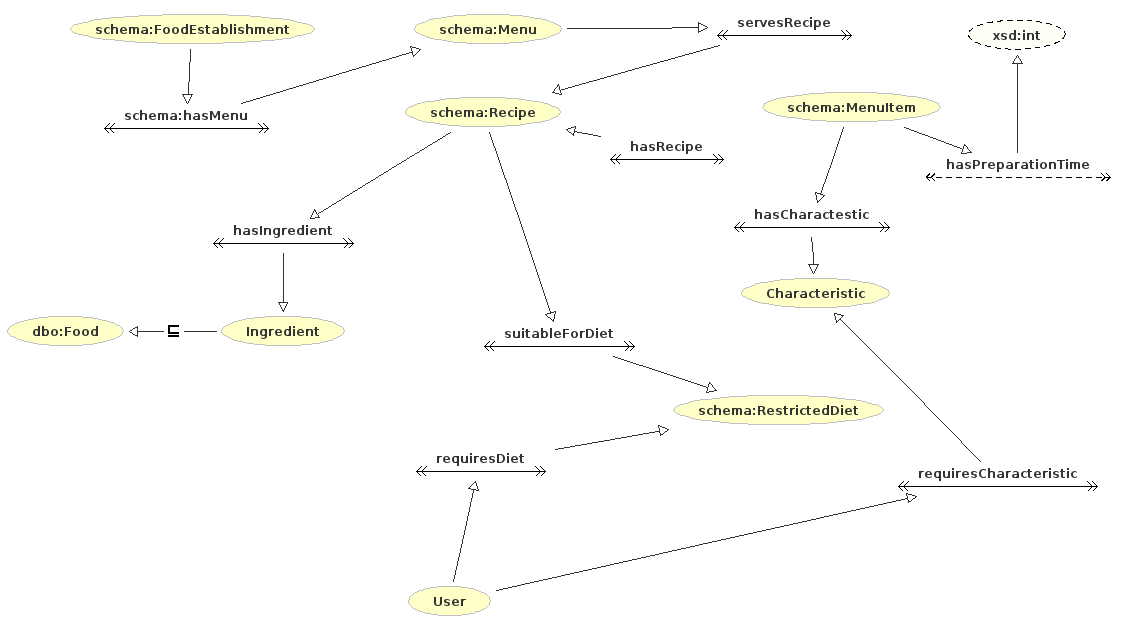 schema:FoodEstablishment
schema:Menu
servesRecipe
xsd:int
schema:hasMenu
schema:Recipe
schema:MenuItem
hasRecipe
hasPreparationTime
hasIngredient
hasCharactestic
Characteristic
dbo:Food
⊑
Ingredient
suitableForDiet
schema:RestrictedDiet
requiresDiet
requiresCharacteristic
User